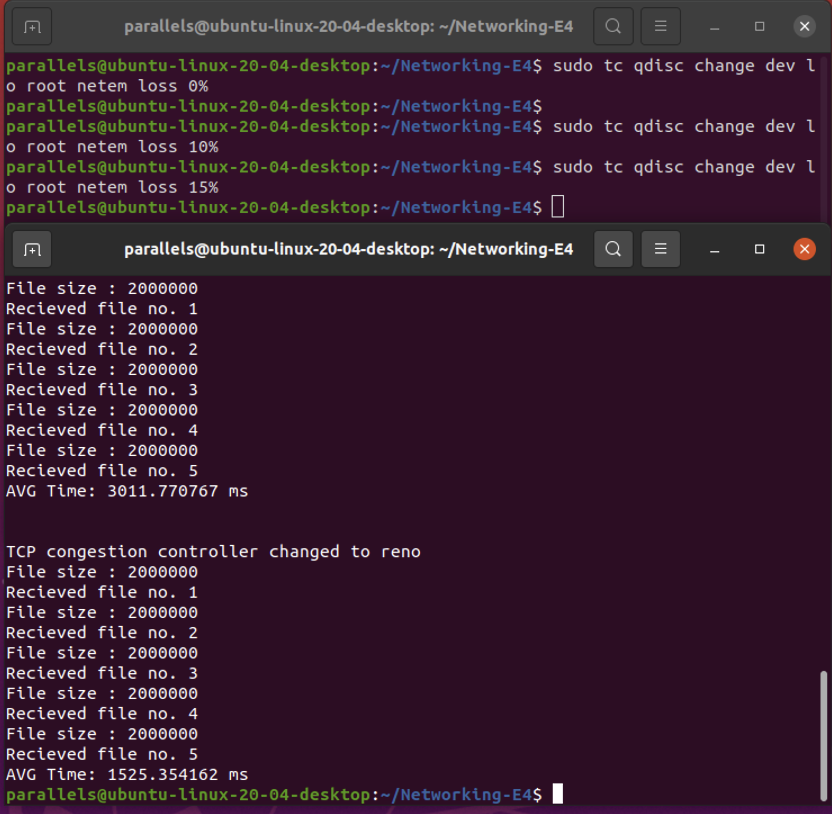 parallels@ubuntu-linux-20-04-desktop: ~/Networking-E4
parallels@ubuntu-linux-20-04-desktop:~/Networking-E4$ sudo tc qdisc change dev l
o root netem loss 0%
parallels@ubuntu-linux-20-04-desktop:~/Networking-E4$
parallels@ubuntu-linux-20-04-desktop:~/Networking-E4$ sudo tc qdisc change dev l
o root netem loss 10%
parallels@ubuntu-linux-20-04-desktop:~/Networking-E4$ sudo tc qdisc change dev l
o root netem loss 15%
parallels@ubuntu-linux-20-04-desktop:~/Networking-E4$
parallels@ubuntu-linux-20-04-desktop: ~/Networking-E4
File size : 2000000
Recieved file no. 1
File size : 2000000
Recieved file no. 2
File size : 2000000
Recieved file no. 3
File size : 2000000
Recieved file no. 4
File size : 2000000
Recieved file no. 5
AVG Time: 3011.770767 ms
TCP congestion controller changed to reno
File size : 2000000
Recieved file no. 1
File size : 2000000
Recieved file no. 2
File size : 2000000
Recieved file no. 3
File size : 2000000
Recieved file no. 4
File size : 2000000
Recieved file no. 5
AVG Time: 1525.354162 ms
parallels@ubuntu-linux-20-04-desktop:~/Networking-E4$